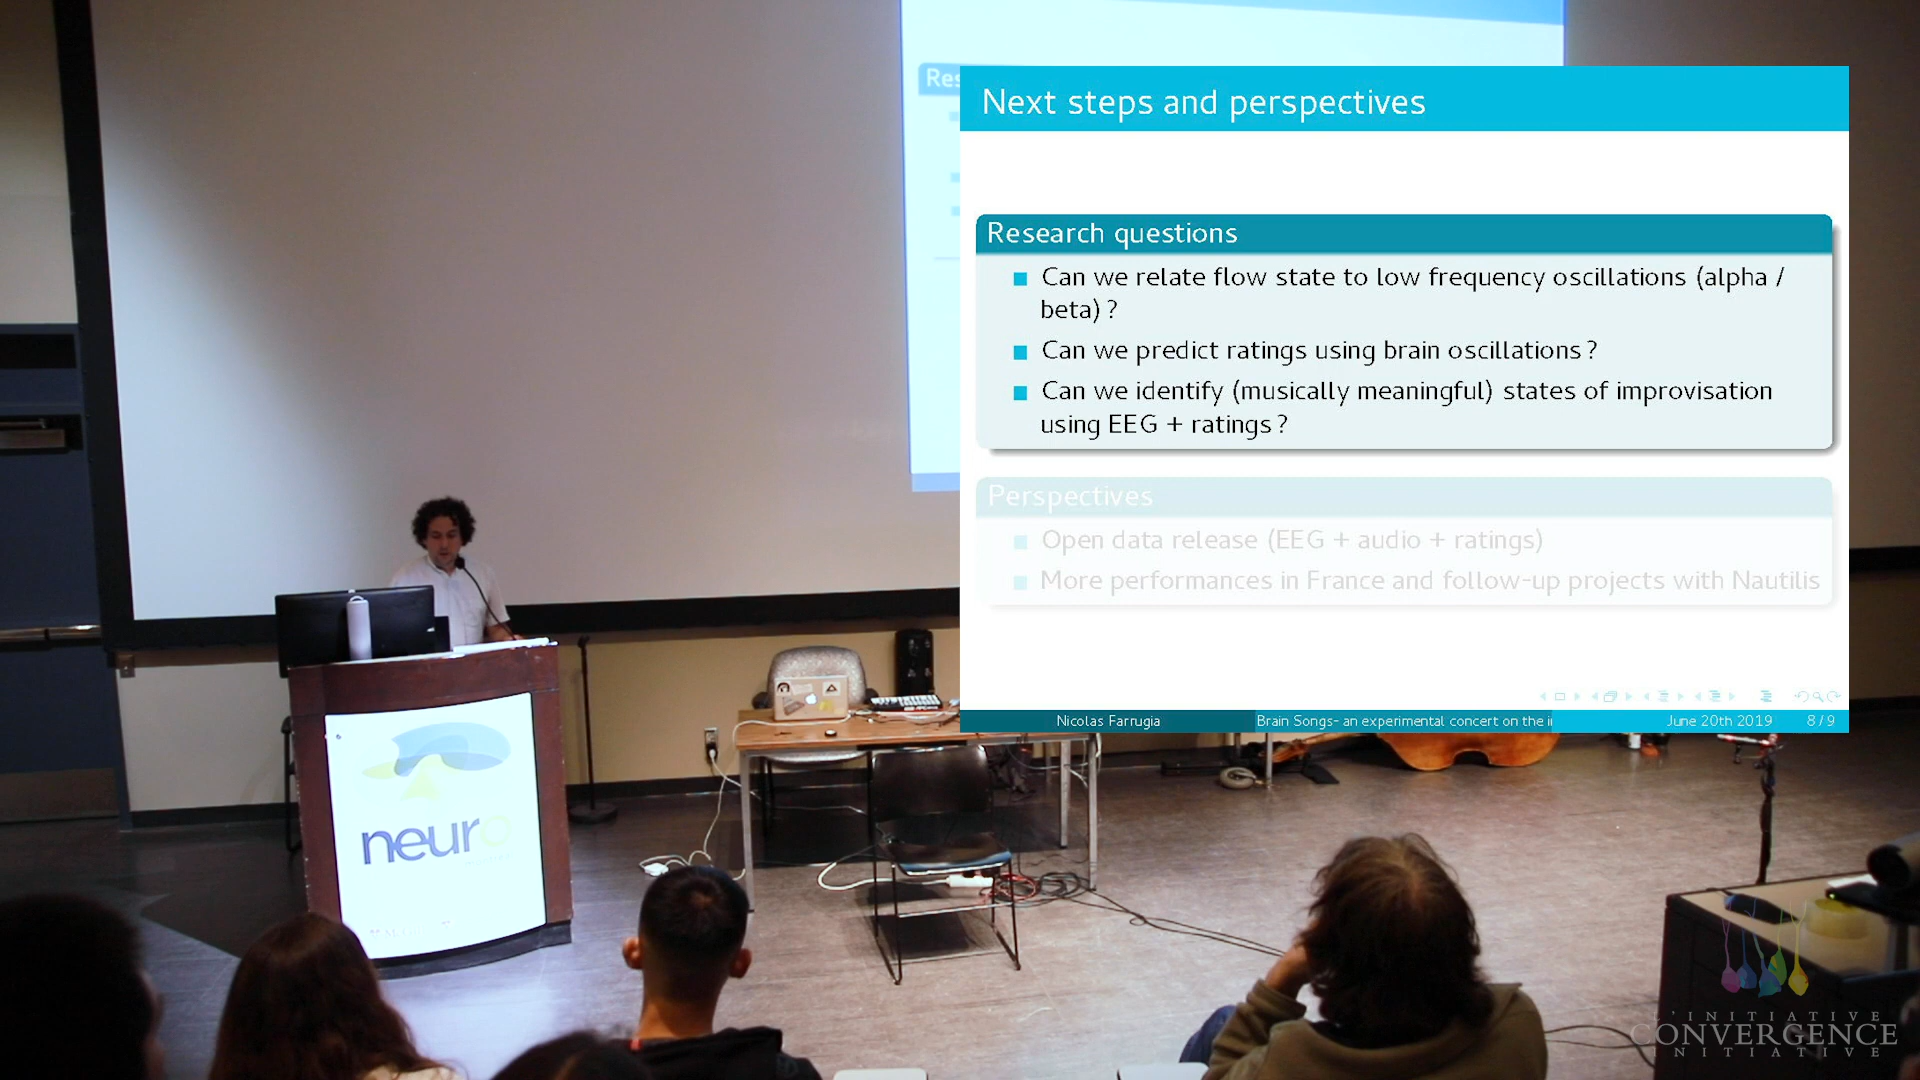 Res
Next steps and perspectives
Research questions
Can we relate flow state to low frequency oscillations (alpha /
beta) ?
Can we predict ratings using brain oscillations ?
Can we identify (musically meaningful) states of improvisation
using EEG + ratings ?
Perspectives
Open data release (EEG + audio + ratings)
More performances in France and follow-up projects with Nautilis
Nicolas Farrugia
Brain Songs- an experimental concert on the i
June 20th 2019
8 / 9
neuro
L'INITIATIVE
CONVERGENCE
INITIATIVE